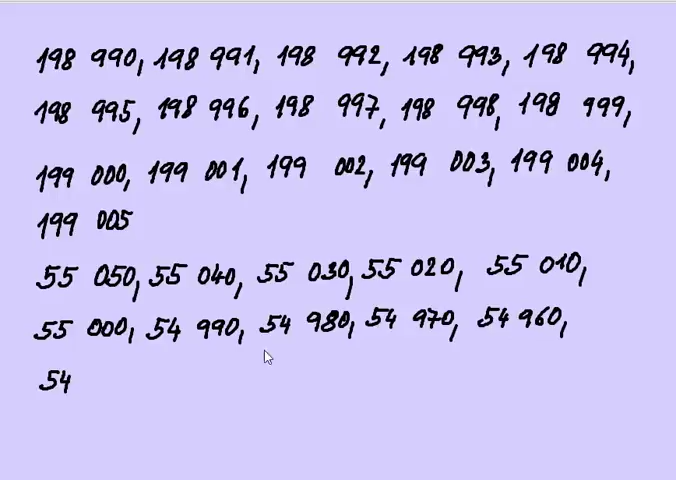 198 990, 198 991, 198 992, 198 993, 198 994,
198 995, 198 996, 198 997, 198 998, 198 999,
199 000, 199 001, 199 002, 199 003, 199 004,
199 005
55 050, 55 040, 55 030, 55 020, 55 010,
55 000, 54 990, 54 980, 54 970, 54 960,
54